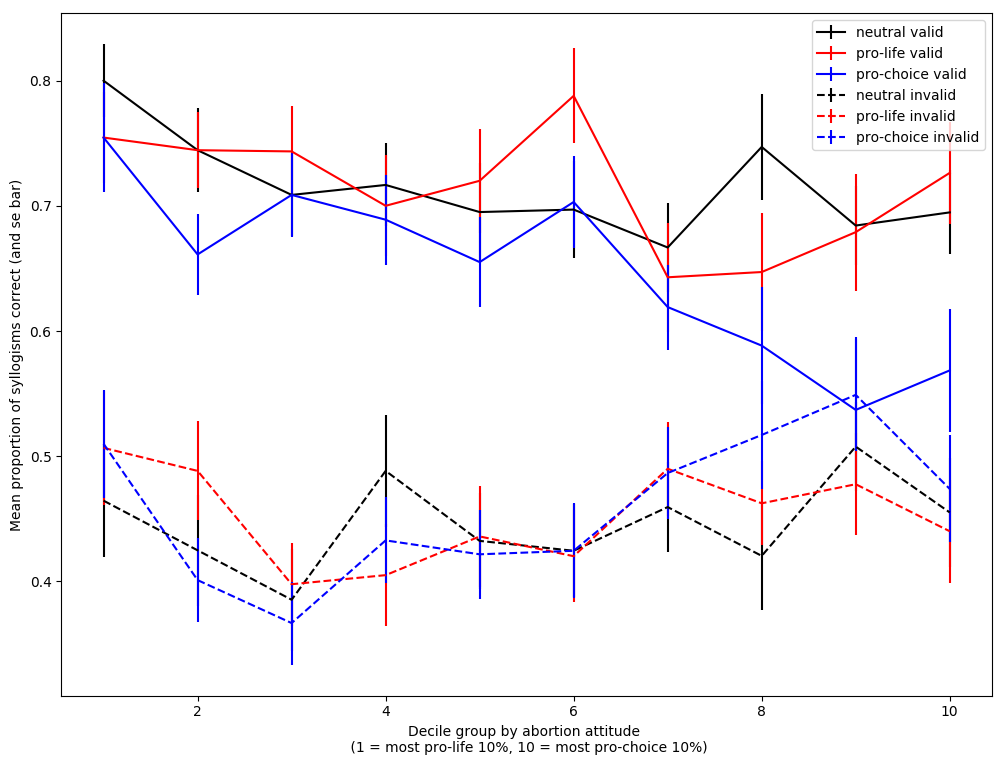 neutral valid
pro-life valid
pro-choice valid
neutral invalid
pro-life invalid
pro-choice invalid
Mean proportion of syllogisms correct (and se bar)
0.8
0.7
0.6
0.5
0.4
2
4
6
8
10
Decile group by abortion attitude
(1 = most pro-life 10%, 10 = most pro-choice 10%)